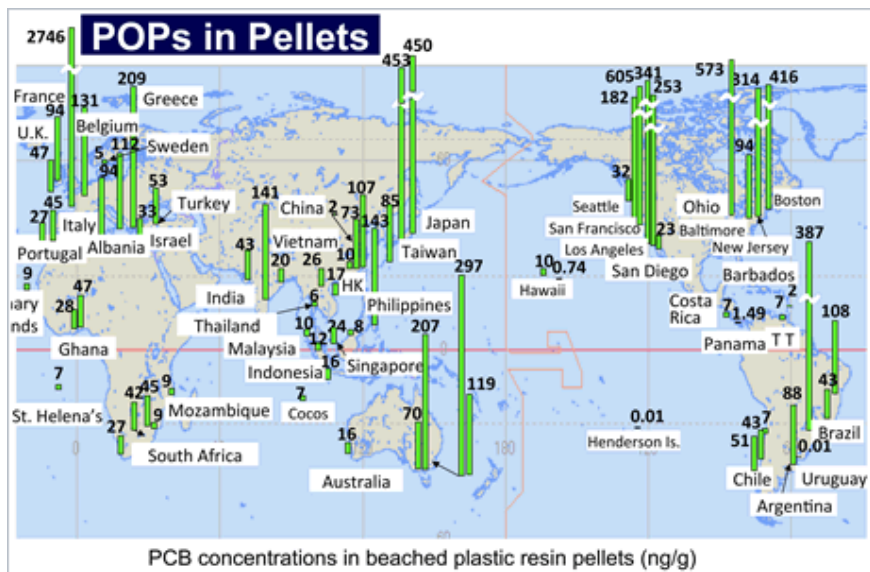 POPs in Pellets
2746
209
453
450
605
341
253
182
573
314
416
France
94
131
Greece
U.K.
Belgium
47
5
112
Sweden
94
45
27
Italy
33
53
Turkey
Portugal
Albania
Israel
141
China
2
107
73
85
143
Japan
Taiwan
10
Vietnam
43
20
26
17
HK
India
6
Thailand
Philippines
32
Seattle
San Francisco
Los Angeles
23
San Diego
94
Ohio
Baltimore
New Jersey
Boston
387
9
nary
nds
28
47
Ghana
10
0.74
Hawaii
Barbados
2
Costa
Rica
7
1.49
7
Panama
T T
108
10
Malaysia
12
24
8
Singapore
297
207
Indonesia
16
7
Cocos
7
St. Helena's
42
45
9
Mozambique
9
27
South Africa
16
70
119
Australia
180
0.01
Henderson Is.
88
43
Brazil
43
7
51
0.01
Chile
Uruguay
Argentina
0
PCB concentrations in beached plastic resin pellets (ng/g)